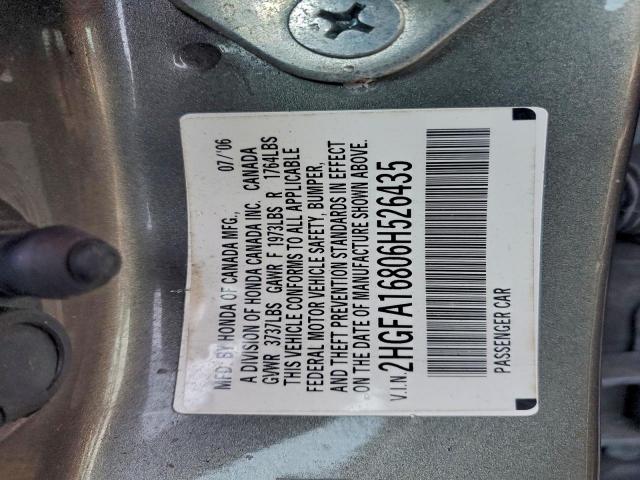 MFD. BY HONDA OF CANADA MFG., 07/'06
A DIVISION OF HONDA CANADA INC. CANADA
GVWR 3737LBS GAWR F 1973LBS R 1764LBS
THIS VEHICLE CONFORMS TO ALL APPLICABLE
FEDERAL MOTOR VEHICLE SAFETY, BUMPER,
AND THEFT PREVENTION STANDARDS IN EFFECT
ON THE DATE OF MANUFACTURE SHOWN ABOVE.
V.I.N. 2HGFA16806H526435
PASSENGER CAR